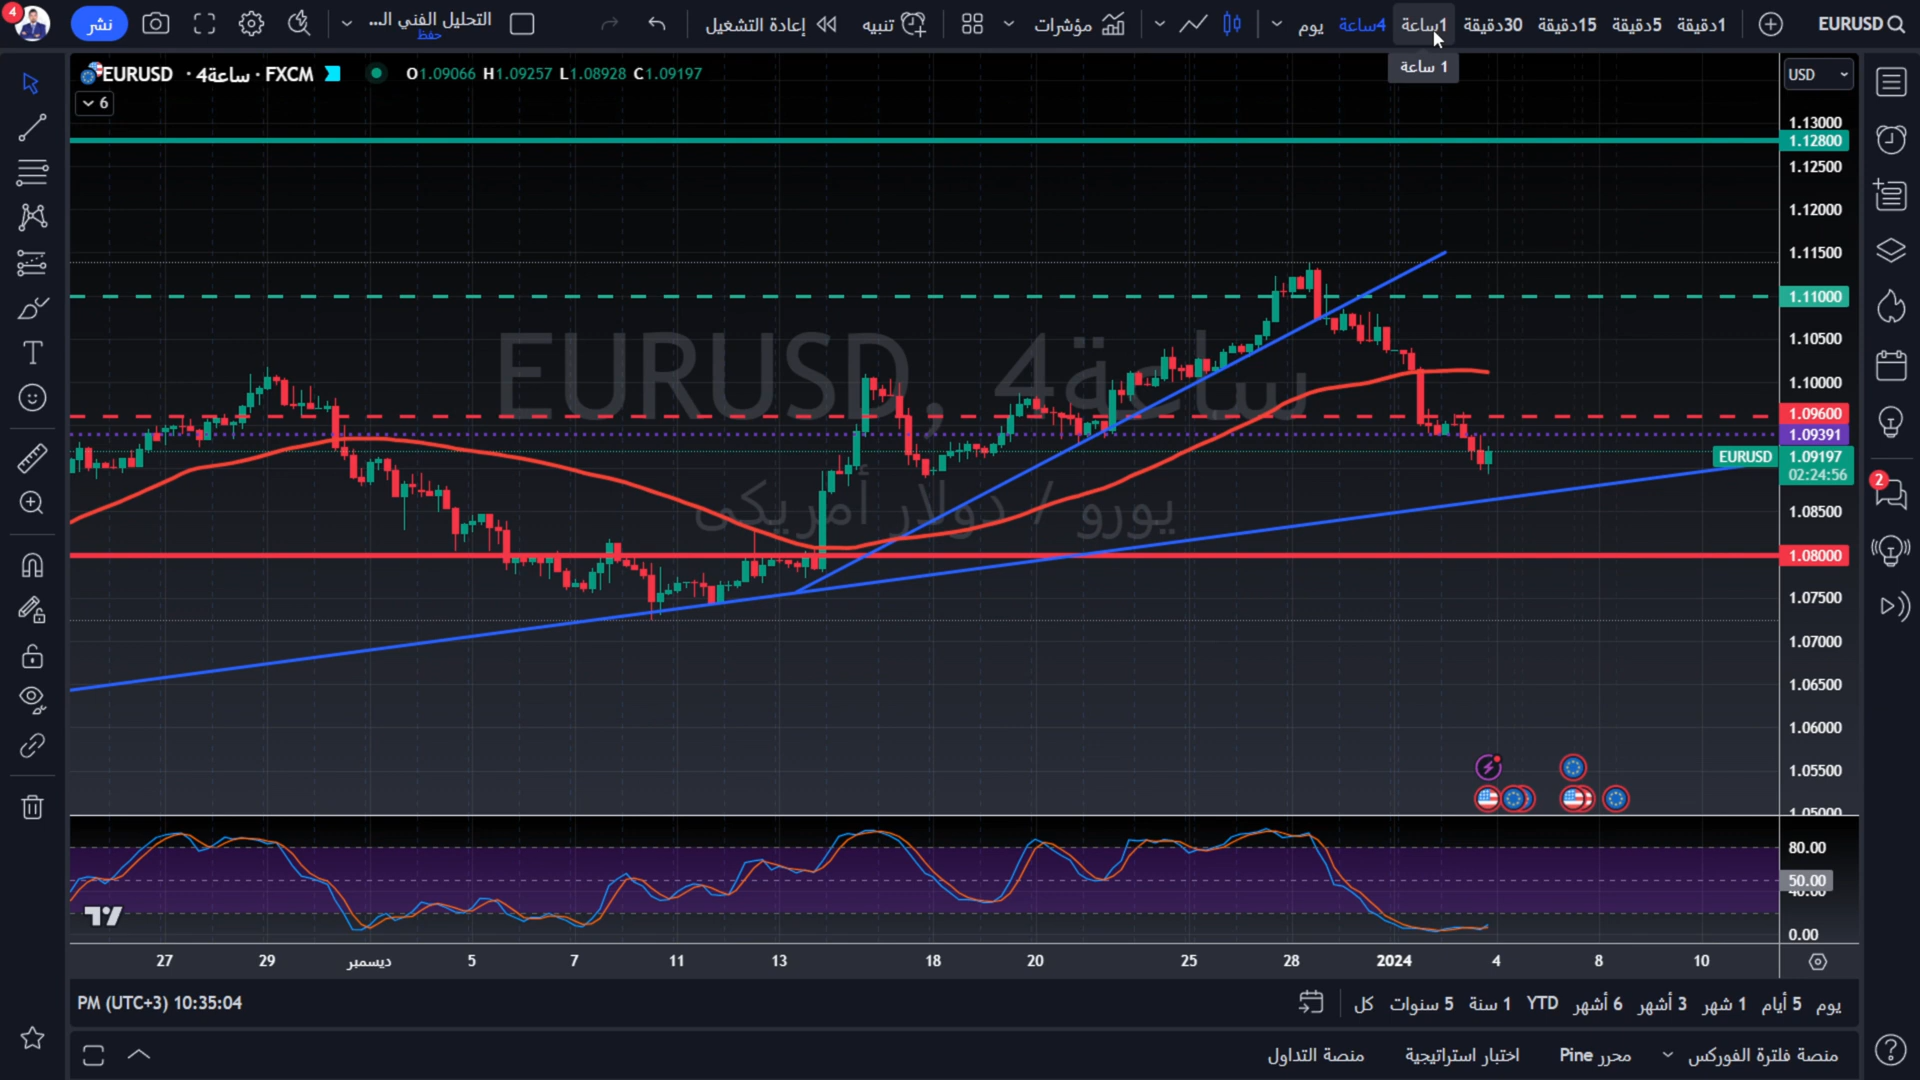 4
نشر
التحليل الفني الـ...
حفظ
إعادة التشغيل
تنبيه
مؤشرات
يوم
4ساعة
1ساعة
30دقيقة
15دقيقة
5دقيقة
1دقيقة
EURUSD
1 ساعة
EURUSD · 4ساعة · FXCM O1.09066 H1.09257 L1.08928 C1.09197
6
USD
1.13000
1.12800
1.12500
1.12000
1.11500
1.11000
1.10500
1.10000
1.09600
1.09391
EURUSD 1.09197
02:24:56
1.08500
1.08000
1.07500
1.07000
1.06500
1.06000
1.05500
1.05000
EURUSD, 4ساعة
يورو / دولار أمريكى
2
80.00
50.00
40.00
0.00
27 29 ديسمبر 5 7 11 13 18 20 25 28 2024 4 8 10
10:35:04 PM (UTC+3)
يوم 5 أيام 1 شهر 3 أشهر 6 أشهر YTD 1 سنة 5 سنوات كل
منصة فلترة الفوركس محرر Pine اختبار استراتيجية منصة التداول